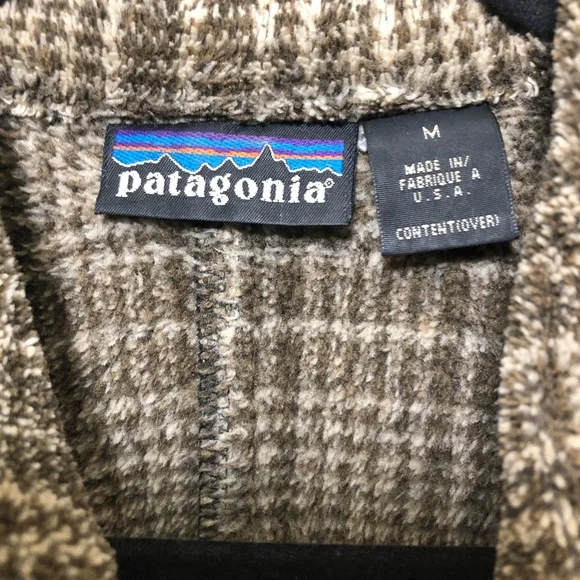 patagonia®
M
MADE IN/
FABRIQUE A
U.S.A.
CONTENT(OVER)